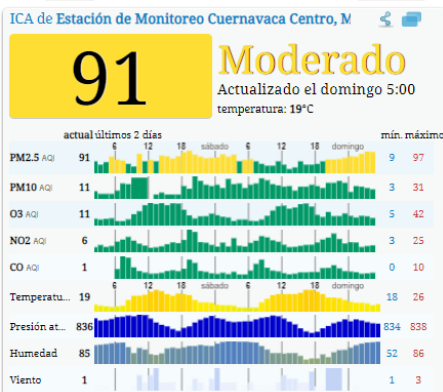 ICA de Estación de Monitoreo Cuernavaca Centro, M
91
Moderado
Actualizado el domingo 5:00
temperatura: 19°C
actual últimos 2 días mín. máximo
6 12 18 sábado 6 12 18 domingo
PM2.5 AQI 91 9 97
PM10 AQI 11 3 31
O3 AQI 11 5 42
NO2 AQI 6 3 25
CO AQI 1 0 10
6 12 18 sábado 6 12 18 domingo
Temperatu... 19 18 26
Presión at... 836 834 838
Humedad 85 52 86
Viento 1 1 3